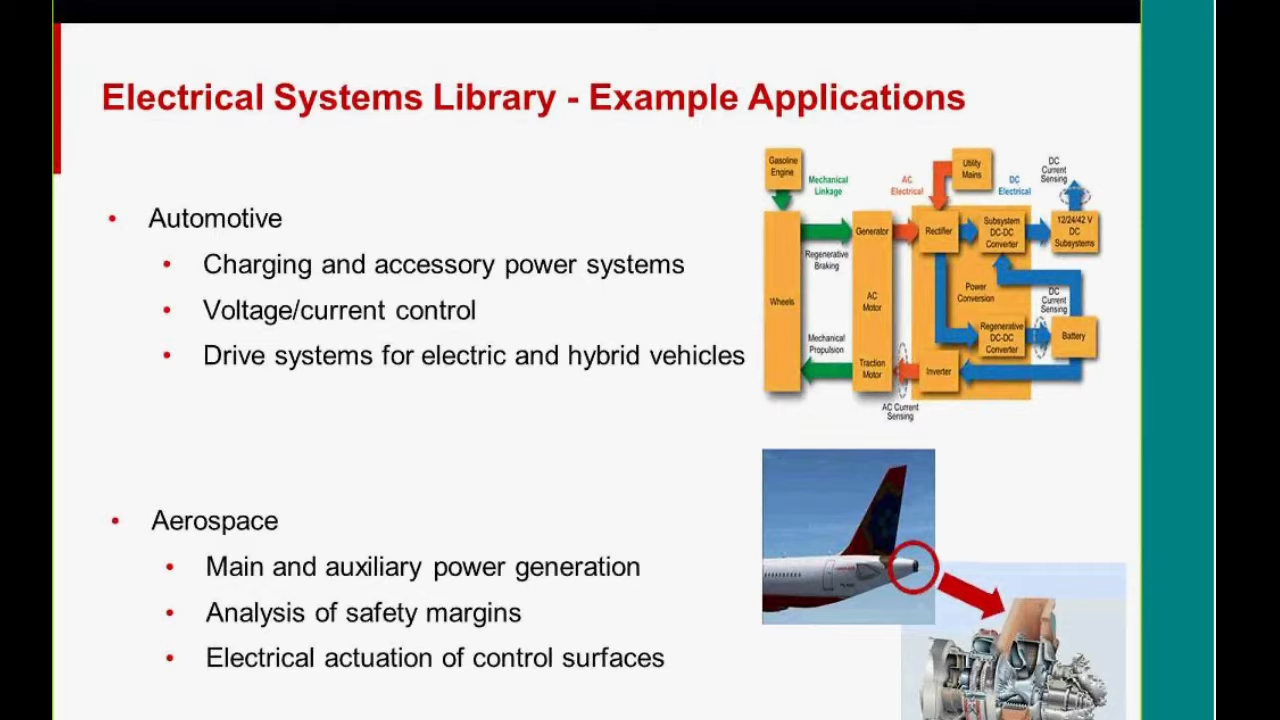 Electrical Systems Library - Example Applications
• Automotive
• Charging and accessory power systems
• Voltage/current control
• Drive systems for electric and hybrid vehicles
Gasoline
Engine
Mechanical
Linkage
AC
Electrical
Utility
Mains
DC
Electrical
DC
Current
Sensing
Wheels
Regenerative
Braking
Generator
Rectifier
Subsystem
DC-DC
Converter
12/24/42 V
DC
Subsystems
AC
Motor
Power
Conversion
DC
Current
Sensing
Mechanical
Propulsion
Traction
Motor
Inverter
Regenerative
DC-DC
Converter
Battery
AC Current
Sensing
• Aerospace
• Main and auxiliary power generation
• Analysis of safety margins
• Electrical actuation of control surfaces